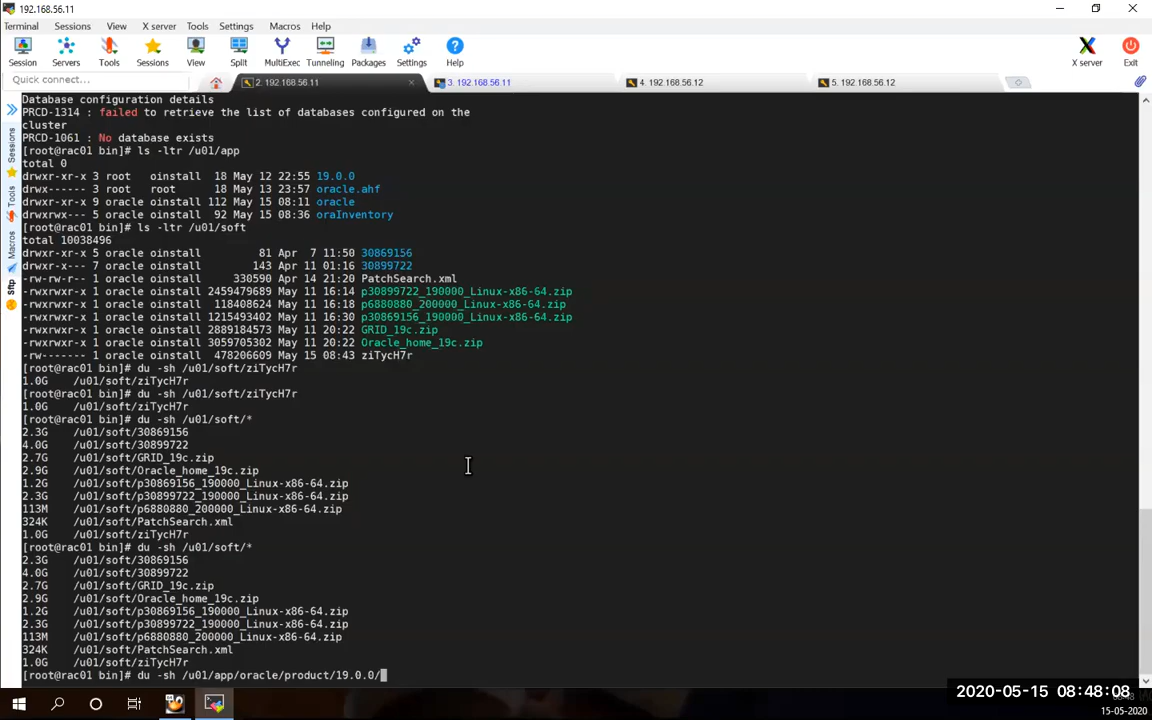 192.168.56.11
Terminal Sessions View X server Tools Settings Macros Help
Session Servers Tools Sessions View Split MultiExec Tunneling Packages Settings Help X server Exit
Quick connect...
2. 192.168.56.11
3. 192.168.56.11
4. 192.168.56.12
5. 192.168.56.12
Sessions
Tools
Macros
Sftp
Database configuration details
PRCD-1314 : failed to retrieve the list of databases configured on the
cluster
PRCD-1061 : No database exists
[root@rac01 bin]# ls -ltr /u01/app
total 0
drwxr-xr-x 3 root   oinstall  18 May 12 22:55 19.0.0
drwx------ 3 root   root      18 May 13 23:57 oracle.ahf
drwxr-xr-x 9 oracle oinstall 112 May 15 08:11 oracle
drwxrwx--- 5 oracle oinstall  92 May 15 08:36 oraInventory
[root@rac01 bin]# ls -ltr /u01/soft
total 10038496
drwxr-xr-x 5 oracle oinstall         81 Apr  7 11:50 30869156
drwxr-x--- 7 oracle oinstall        143 Apr 11 01:16 30899722
-rw-rw-r-- 1 oracle oinstall     330590 Apr 14 21:20 PatchSearch.xml
-rwxrwxr-x 1 oracle oinstall 2459479689 May 11 16:14 p30899722_190000_Linux-x86-64.zip
-rwxrwxr-x 1 oracle oinstall  118408624 May 11 16:18 p6880880_200000_Linux-x86-64.zip
-rwxrwxr-x 1 oracle oinstall 1215493402 May 11 16:30 p30869156_190000_Linux-x86-64.zip
-rwxrwxr-x 1 oracle oinstall 2889184573 May 11 20:22 GRID_19c.zip
-rwxrwxr-x 1 oracle oinstall 3059705302 May 11 20:22 Oracle_home_19c.zip
-rw------- 1 oracle oinstall  478206609 May 15 08:43 ziTycH7r
[root@rac01 bin]# du -sh /u01/soft/ziTycH7r
1.0G    /u01/soft/ziTycH7r
[root@rac01 bin]# du -sh /u01/soft/ziTycH7r
1.0G    /u01/soft/ziTycH7r
[root@rac01 bin]# du -sh /u01/soft/*
2.3G    /u01/soft/30869156
4.0G    /u01/soft/30899722
2.7G    /u01/soft/GRID_19c.zip
2.9G    /u01/soft/Oracle_home_19c.zip
1.2G    /u01/soft/p30869156_190000_Linux-x86-64.zip
2.3G    /u01/soft/p30899722_190000_Linux-x86-64.zip
113M    /u01/soft/p6880880_200000_Linux-x86-64.zip
324K    /u01/soft/PatchSearch.xml
1.0G    /u01/soft/ziTycH7r
[root@rac01 bin]# du -sh /u01/soft/*
2.3G    /u01/soft/30869156
4.0G    /u01/soft/30899722
2.7G    /u01/soft/GRID_19c.zip
2.9G    /u01/soft/Oracle_home_19c.zip
1.2G    /u01/soft/p30869156_190000_Linux-x86-64.zip
2.3G    /u01/soft/p30899722_190000_Linux-x86-64.zip
113M    /u01/soft/p6880880_200000_Linux-x86-64.zip
324K    /u01/soft/PatchSearch.xml
1.0G    /u01/soft/ziTycH7r
[root@rac01 bin]# du -sh /u01/app/oracle/product/19.0.0/
2020-05-15 08:48:08
15-05-2020